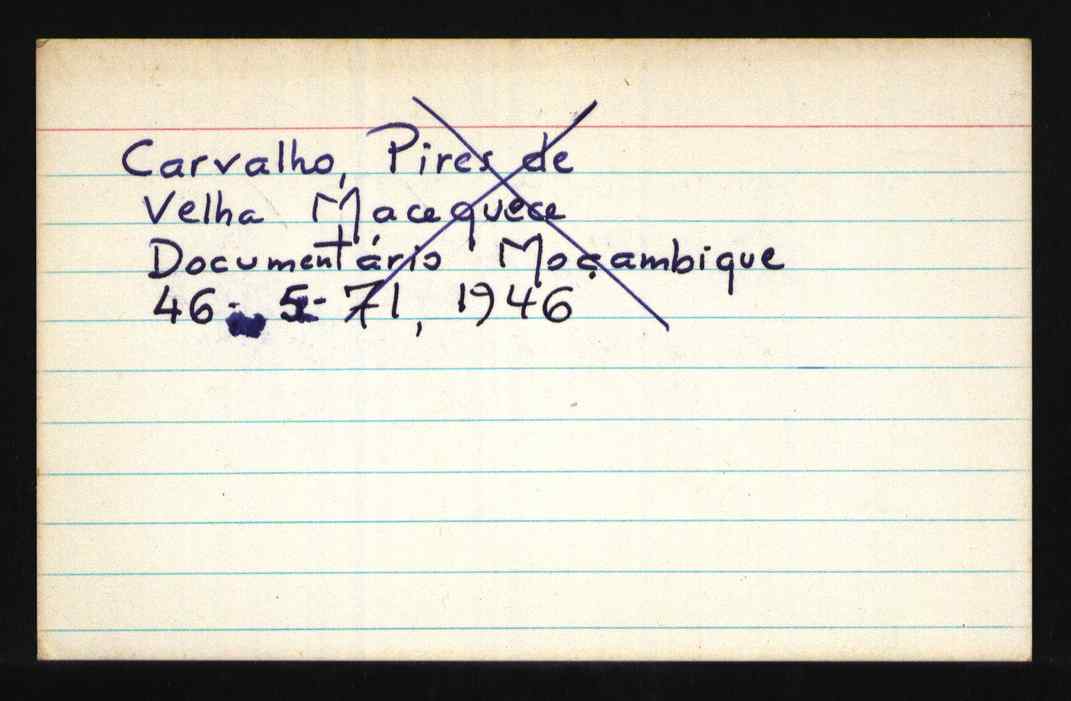 Carvalho, Pires de
Velha Macequece
Documentário Moçambique
46: 5-71, 1946